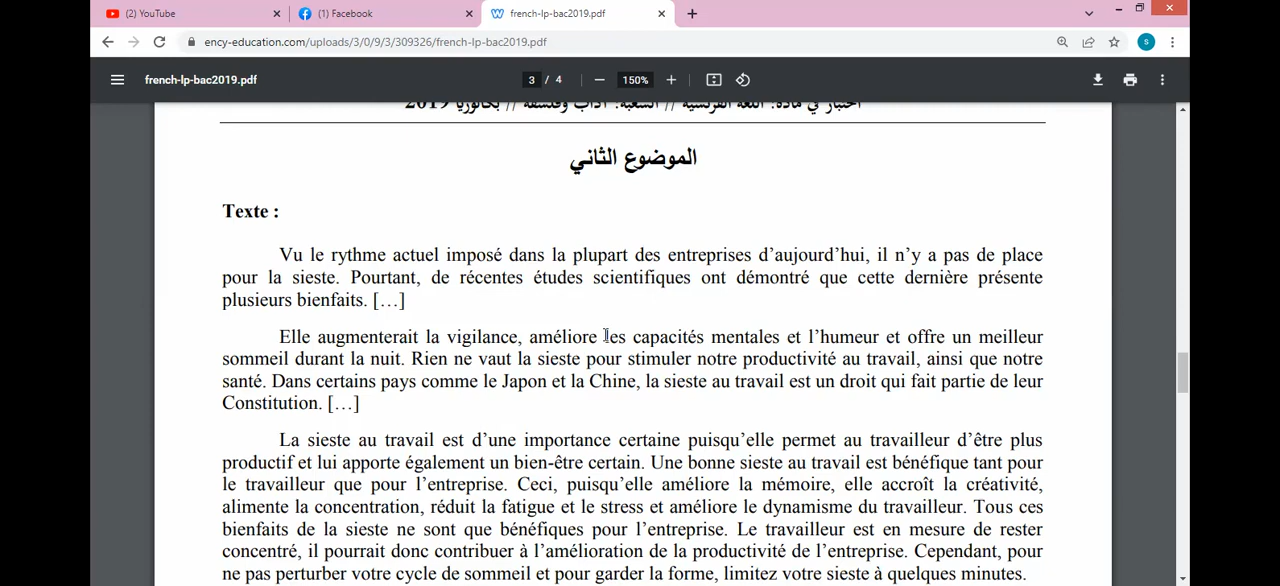 (2) YouTube
(1) Facebook
french-lp-bac2019.pdf
ency-education.com/uploads/3/0/9/3/309326/french-lp-bac2019.pdf
s
french-lp-bac2019.pdf
3 / 4
150%
اختبار في مادة: اللغة الفرنسية // الشعبة: آداب وفلسفة // بكالوريا 2019
الموضوع الثاني
Texte :
Vu le rythme actuel imposé dans la plupart des entreprises d’aujourd’hui, il n’y a pas de place
pour la sieste. Pourtant, de récentes études scientifiques ont démontré que cette dernière présente
plusieurs bienfaits. […]
Elle augmenterait la vigilance, améliore les capacités mentales et l’humeur et offre un meilleur
sommeil durant la nuit. Rien ne vaut la sieste pour stimuler notre productivité au travail, ainsi que notre
santé. Dans certains pays comme le Japon et la Chine, la sieste au travail est un droit qui fait partie de leur
Constitution. […]
La sieste au travail est d’une importance certaine puisqu’elle permet au travailleur d’être plus
productif et lui apporte également un bien-être certain. Une bonne sieste au travail est bénéfique tant pour
le travailleur que pour l’entreprise. Ceci, puisqu’elle améliore la mémoire, elle accroît la créativité,
alimente la concentration, réduit la fatigue et le stress et améliore le dynamisme du travailleur. Tous ces
bienfaits de la sieste ne sont que bénéfiques pour l’entreprise. Le travailleur est en mesure de rester
concentré, il pourrait donc contribuer à l’amélioration de la productivité de l’entreprise. Cependant, pour
ne pas perturber votre cycle de sommeil et pour garder la forme, limitez votre sieste à quelques minutes.